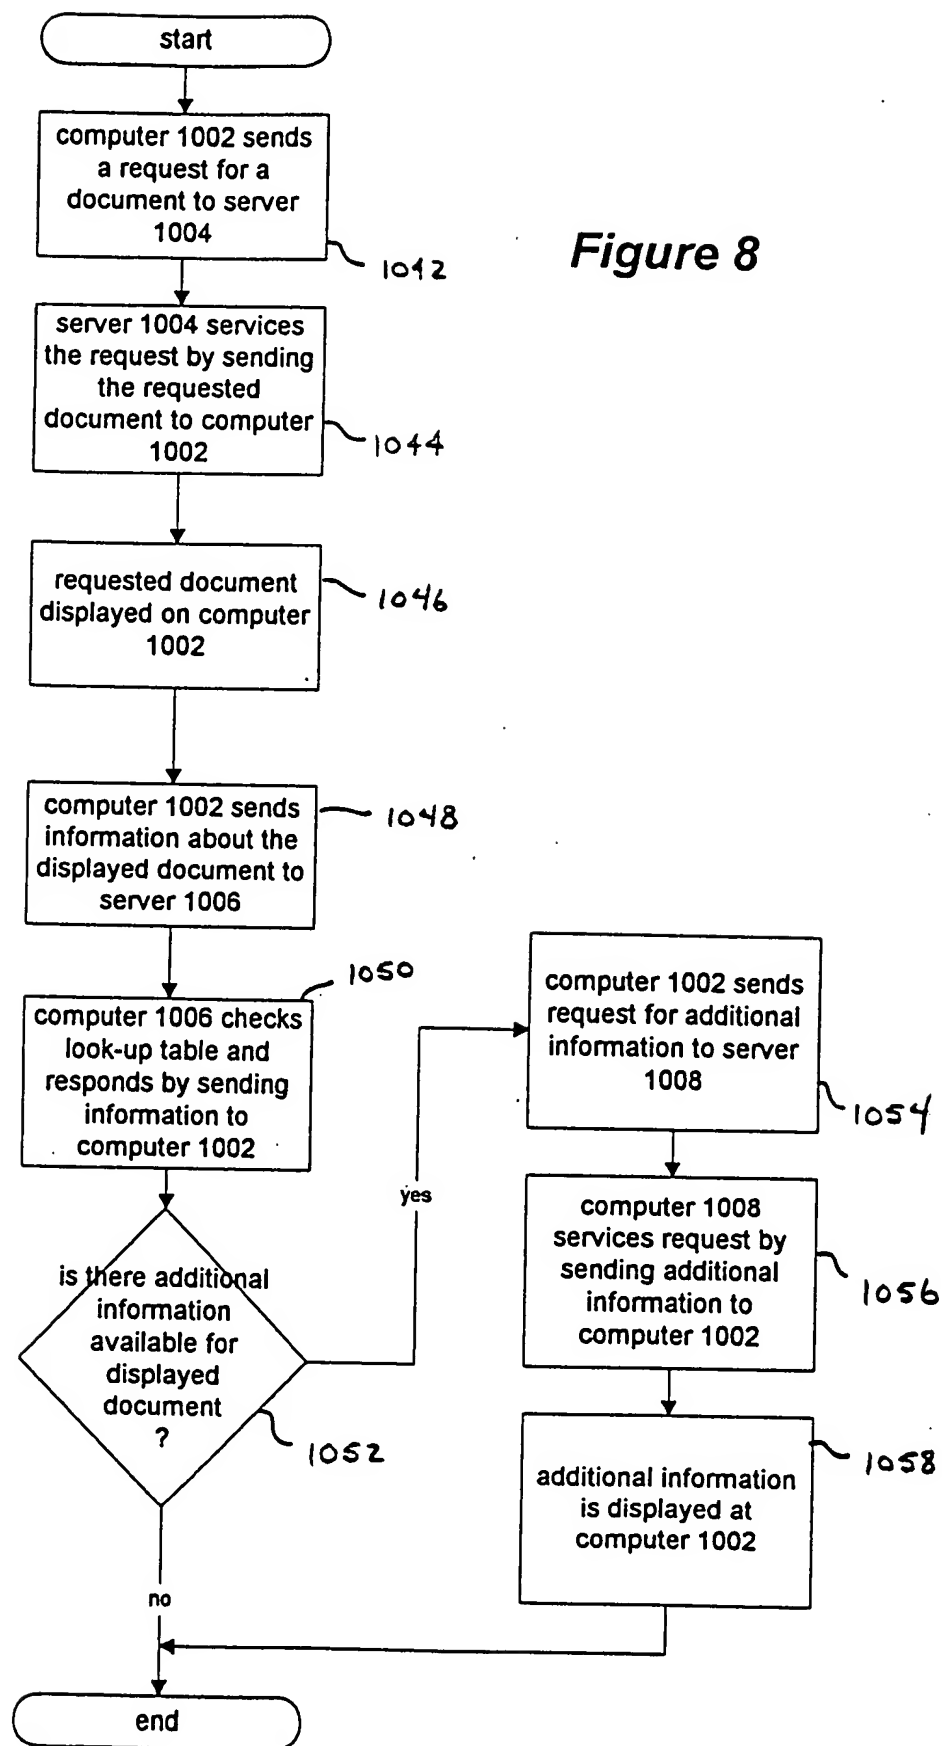 start
computer 1002 sends
a request for a
document to server
1004
1042
Figure 8
server 1004 services
the request by sending
the requested
document to computer
1002
1044
requested document
displayed on computer
1002
1046
computer 1002 sends
information about the
displayed document to
server 1006
1048
computer 1006 checks
look-up table and
responds by sending
information to
computer 1002
1050
is there additional
information
available for
displayed
document
?
1052
yes
computer 1002 sends
request for additional
information to server
1008
1054
computer 1008
services request by
sending additional
information to
computer 1002
1056
additional information
is displayed at
computer 1002
1058
no
end